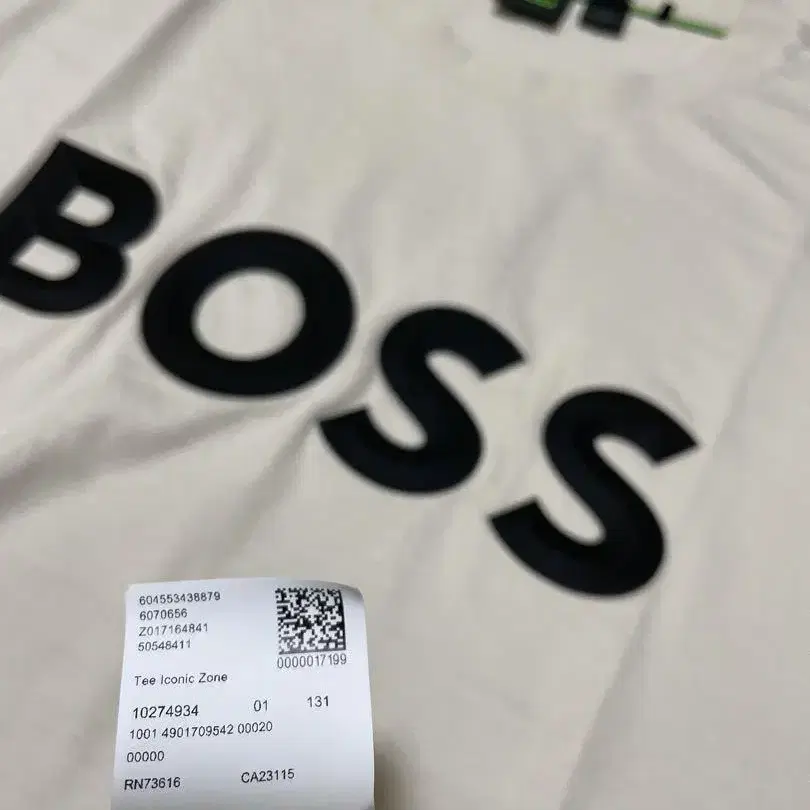 BOSS
604553438879
6070656
Z017164841
50548411
0000017199
Tee Iconic Zone
10274934 01 131
1001 4901709542 00020
00000
RN73616 CA23115